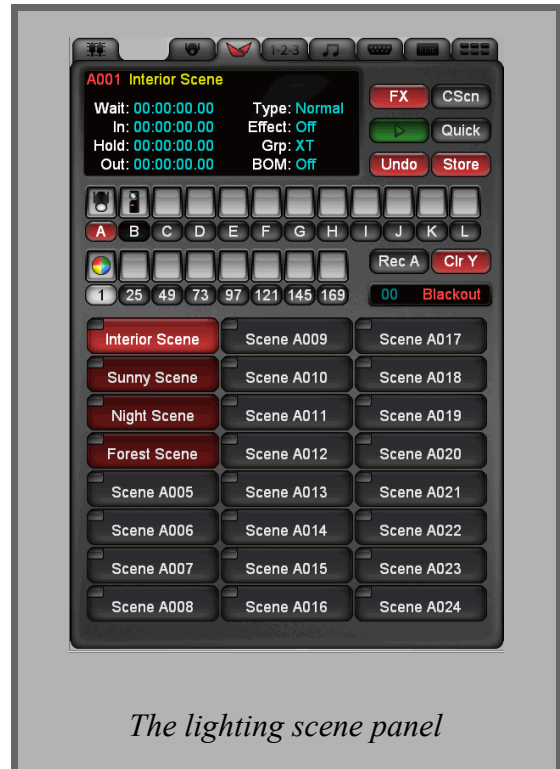 1-2-3
A001 Interior Scene
Wait: 00:00:00.00 Type: Normal
In: 00:00:00.00 Effect: Off
Hold: 00:00:00.00 Grp: XT
Out: 00:00:00.00 BOM: Off
FX CScn
Quick
Undo Store
A B C D E F G H I J K L
Rec A Clr Y
1 25 49 73 97 121 145 169
00 Blackout
Interior Scene Scene A009 Scene A017
Sunny Scene Scene A010 Scene A018
Night Scene Scene A011 Scene A019
Forest Scene Scene A012 Scene A020
Scene A005 Scene A013 Scene A021
Scene A006 Scene A014 Scene A022
Scene A007 Scene A015 Scene A023
Scene A008 Scene A016 Scene A024
The lighting scene panel